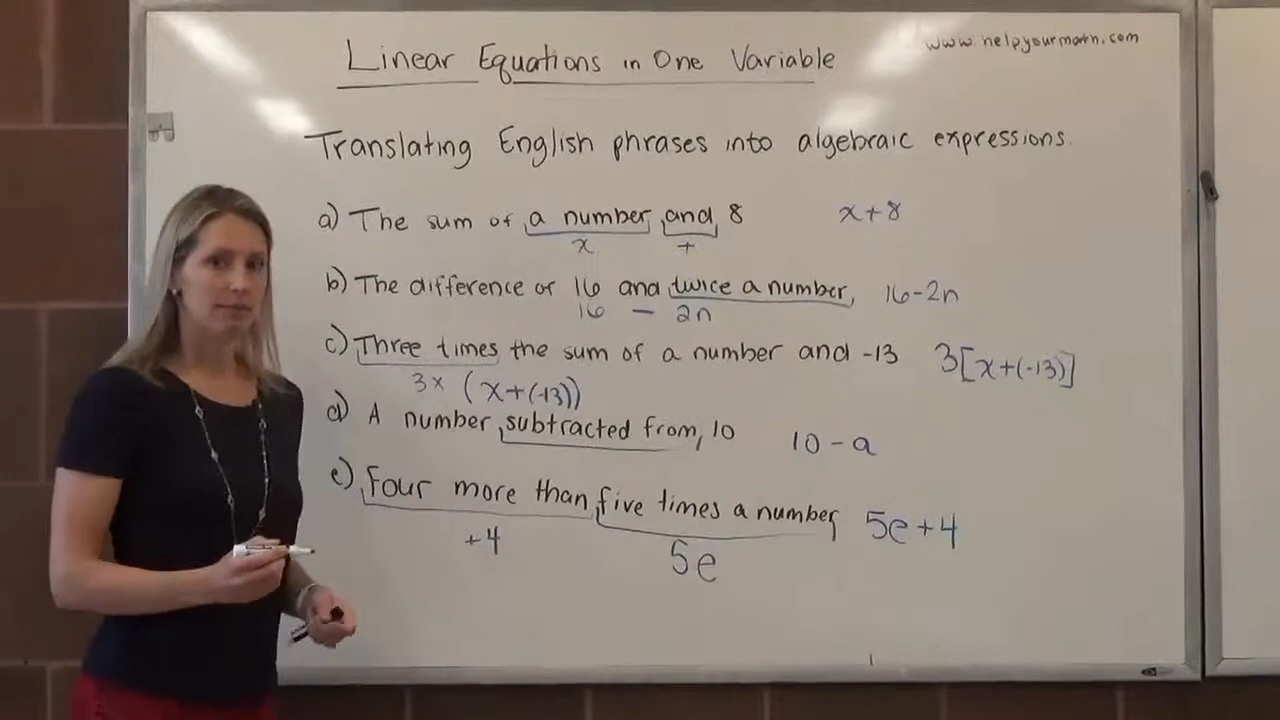 www.helpyourmath.com
Linear Equations in One Variable
Translating English phrases into algebraic expressions.
a) The sum of a number and 8 x+8
x +
b) The difference of 16 and twice a number 16-2n
16 - 2n
c) Three times the sum of a number and -13 3[x+(-13)]
3x (x+(-13))
d) A number subtracted from 10 10-a
e) Four more than five times a number 5e+4
+4 5e